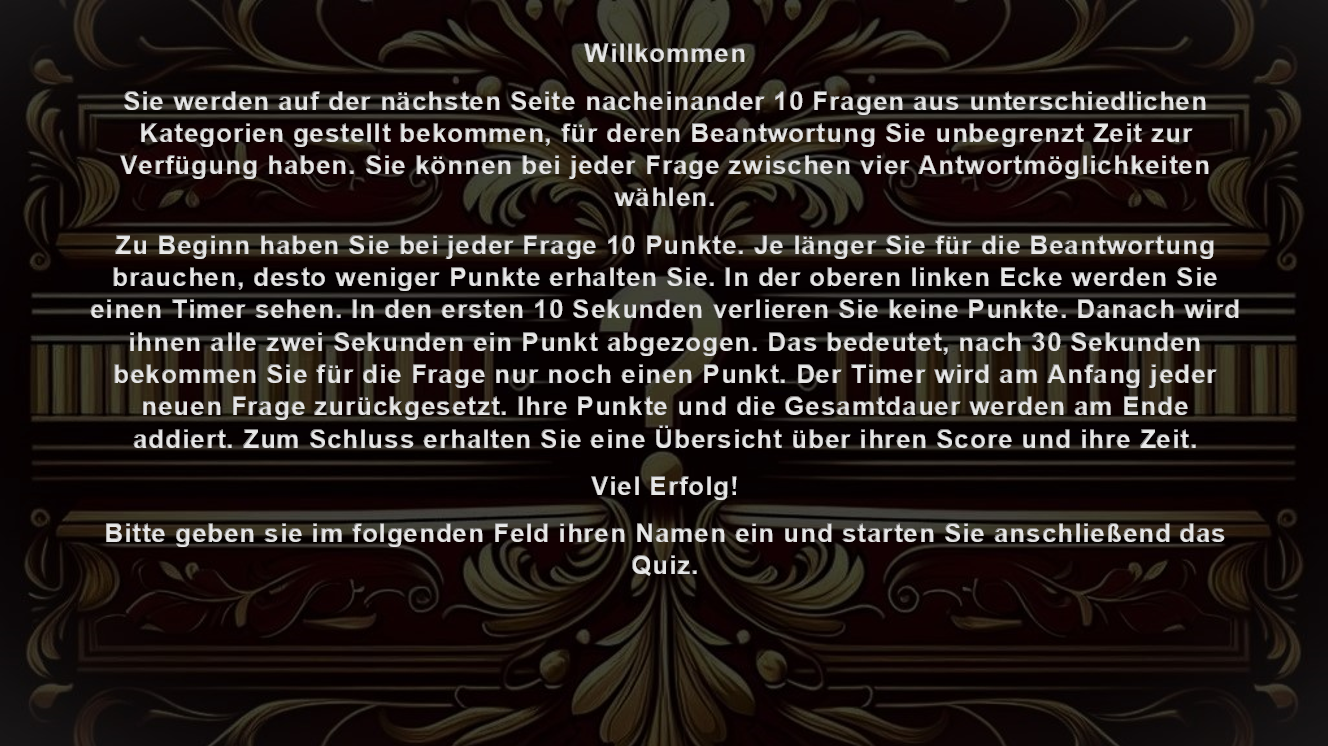 Willkommen
Sie werden auf der nächsten Seite nacheinander 10 Fragen aus unterschiedlichen
Kategorien gestellt bekommen, für deren Beantwortung Sie unbegrenzt Zeit zur
Verfügung haben. Sie können bei jeder Frage zwischen vier Antwortmöglichkeiten
wählen.
Zu Beginn haben Sie bei jeder Frage 10 Punkte. Je länger Sie für die Beantwortung
brauchen, desto weniger Punkte erhalten Sie. In der oberen linken Ecke werden Sie
einen Timer sehen. In den ersten 10 Sekunden verlieren Sie keine Punkte. Danach wird
ihnen alle zwei Sekunden ein Punkt abgezogen. Das bedeutet, nach 30 Sekunden
bekommen Sie für die Frage nur noch einen Punkt. Der Timer wird am Anfang jeder
neuen Frage zurückgesetzt. Ihre Punkte und die Gesamtdauer werden am Ende
addiert. Zum Schluss erhalten Sie eine Übersicht über ihren Score und ihre Zeit.
Viel Erfolg!
Bitte geben sie im folgenden Feld ihren Namen ein und starten Sie anschließend das
Quiz.